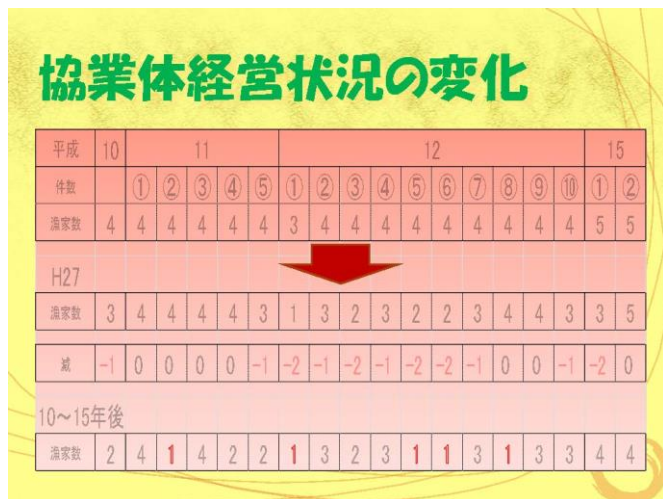 協業体経営状況の変化
平成 10 11 12 15
件数 ① ② ③ ④ ⑤ ① ② ③ ④ ⑤ ⑥ ⑦ ⑧ ⑨ ⑩ ① ②
漁家数 4 4 4 4 4 4 3 4 4 4 4 4 4 4 4 4 5 5
H27
漁家数 3 4 4 4 4 3 1 3 2 3 2 2 3 4 4 3 3 5
減 -1 0 0 0 0 -1 -2 -1 -2 -1 -2 -2 -1 0 0 -1 -2 0
10~15年後
漁家数 2 4 1 4 2 2 1 3 2 3 1 1 3 1 3 3 4 4